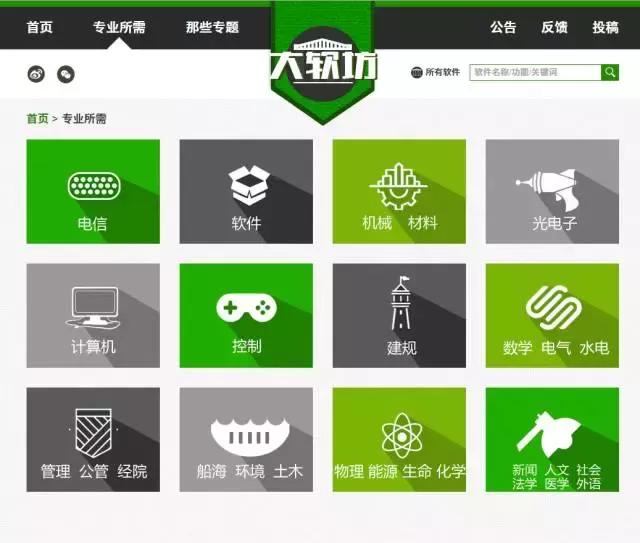 首页 专业所需 那些专题 公告 反馈 投稿
大软坊
所有软件 软件名称/功能/关键词
首页 > 专业所需
电信 软件 机械 材料 光电子
计算机 控制 建规 数学 电气 水电
管理 公管 经院 船海 环境 土木 物理 能源 生命 化学 新闻 人文 社会
法学 医学 外语